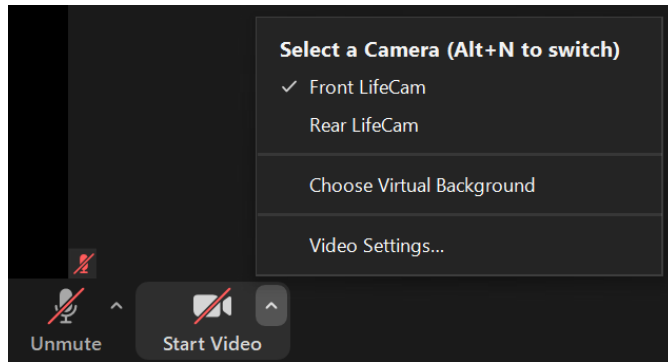 Select a Camera (Alt+N to switch)
Front LifeCam
Rear LifeCam
Choose Virtual Background
Video Settings...
Unmute
Start Video